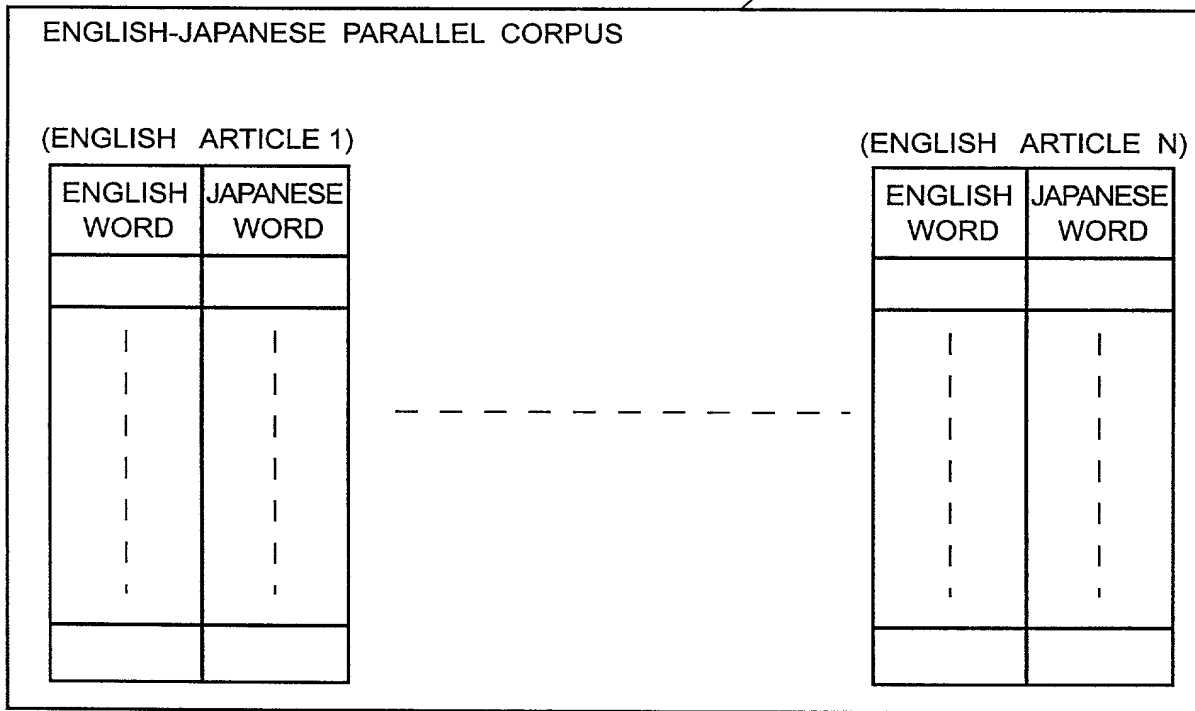 ENGLISH-JAPANESE PARALLEL CORPUS
(ENGLISH ARTICLE 1)
ENGLISH WORD
JAPANESE WORD
(ENGLISH ARTICLE N)
ENGLISH WORD
JAPANESE WORD